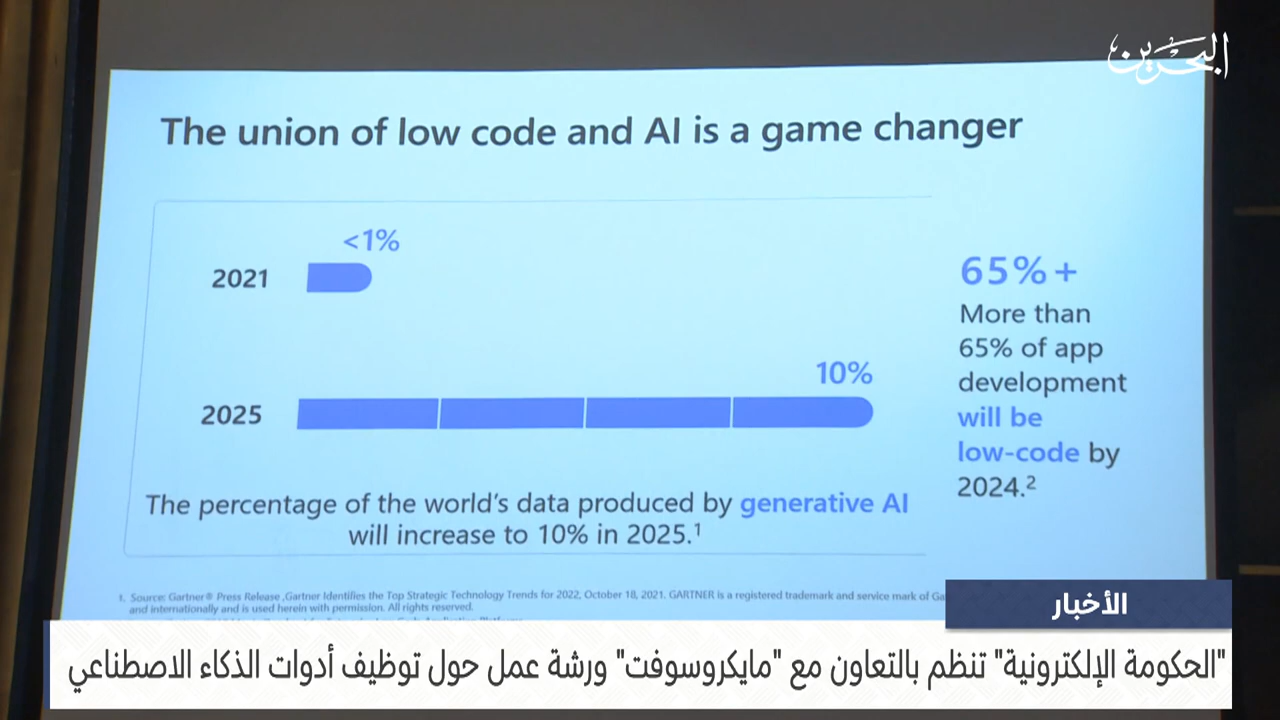 البحرين
The union of low code and AI is a game changer
<1%
2021
10%
2025
The percentage of the world's data produced by generative AI
will increase to 10% in 2025.¹
65%+
More than
65% of app
development
will be
low-code by
2024.²
1. Source: Gartner® Press Release ,Gartner Identifies the Top Strategic Technology Trends for 2022, October 18, 2021. GARTNER is a registered trademark and service mark of
and internationally and is used herein with permission. All rights reserved.
الأخبار
"الحكومة الإلكترونية" تنظم بالتعاون مع "مايكروسوفت" ورشة عمل حول توظيف أدوات الذكاء الاصطناعي